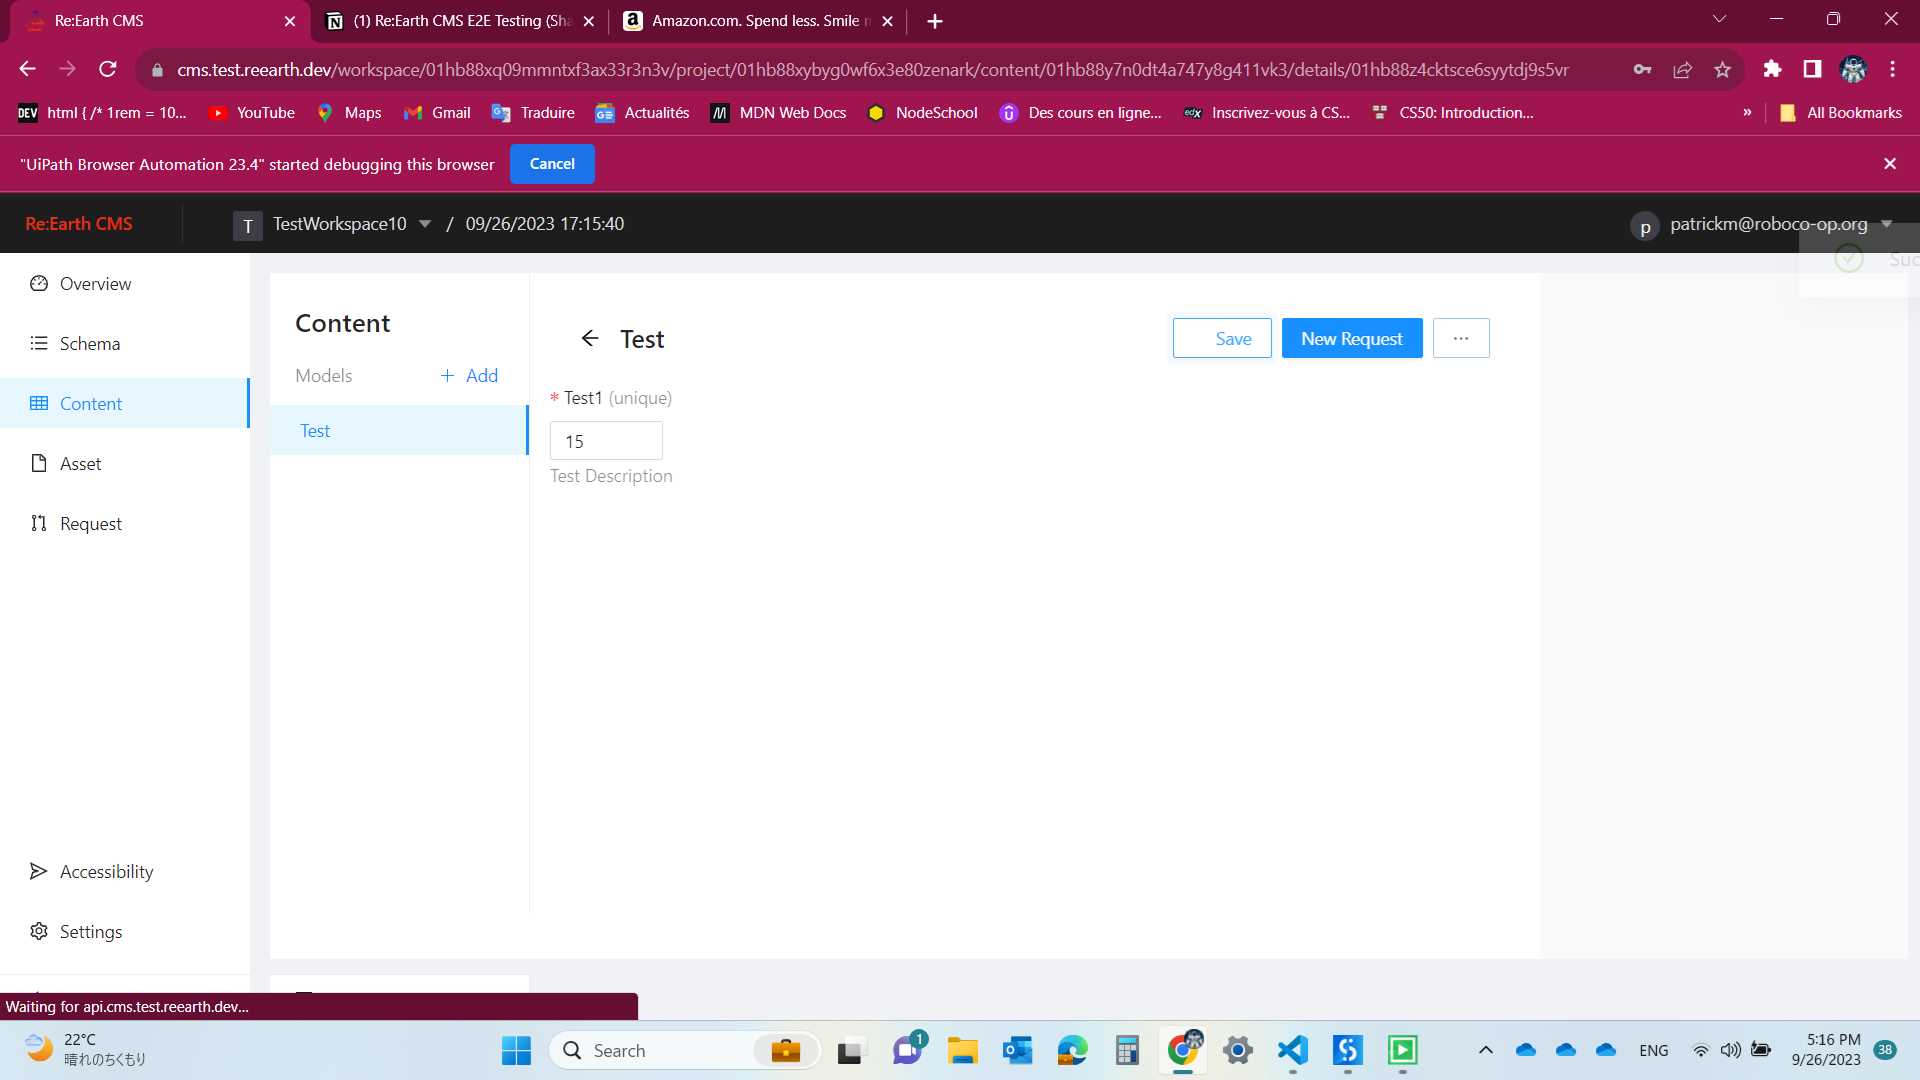 Re:Earth CMS
(1) Re:Earth CMS E2E Testing (Sha
Amazon.com. Spend less. Smile m
cms.test.reearth.dev/workspace/01hb88xq09mmntxf3ax33r3n3v/project/01hb88xybyg0wf6x3e80zenark/content/01hb88y7n0dt4a747y8g411vk3/details/01hb88z4cktsce6syytdj9s5vr
DEV html { /* 1rem = 10... YouTube Maps Gmail Traduire Actualités MDN Web Docs NodeSchool Des cours en ligne... edX Inscrivez-vous à CS... CS50: Introduction... » All Bookmarks
"UiPath Browser Automation 23.4" started debugging this browser Cancel
Re:Earth CMS T TestWorkspace10 / 09/26/2023 17:15:40 p patrickm@roboco-op.org
Suc
Overview
Schema
Content
Asset
Request
Accessibility
Settings
Content
Models + Add
Test
Test
Save New Request ...
* Test1 (unique)
15
Test Description
Waiting for api.cms.test.reearth.dev...
22°C
晴れのちくもり
Search
1
ENG
5:16 PM
9/26/2023
38